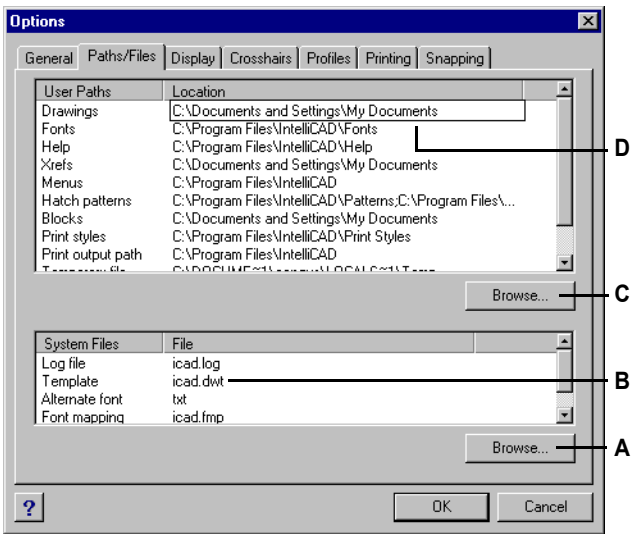 Options
General Paths/Files Display Crosshairs Profiles Printing Snapping
User Paths Location
Drawings C:\Documents and Settings\My Documents
D
Fonts C:\Program Files\IntelliCAD\Fonts
Help C:\Program Files\IntelliCAD\Help
Xrefs C:\Documents and Settings\My Documents
Menus C:\Program Files\IntelliCAD
Hatch patterns C:\Program Files\IntelliCAD\Patterns;C:\Program Files\...
Blocks C:\Documents and Settings\My Documents
Print styles C:\Program Files\IntelliCAD\Print Styles
Print output path C:\Program Files\IntelliCAD
Temporary file
Browse... C
System Files File
Log file icad.log
Template icad.dwt B
Alternate font txt
Font mapping icad.fmp
Browse... A
? OK Cancel